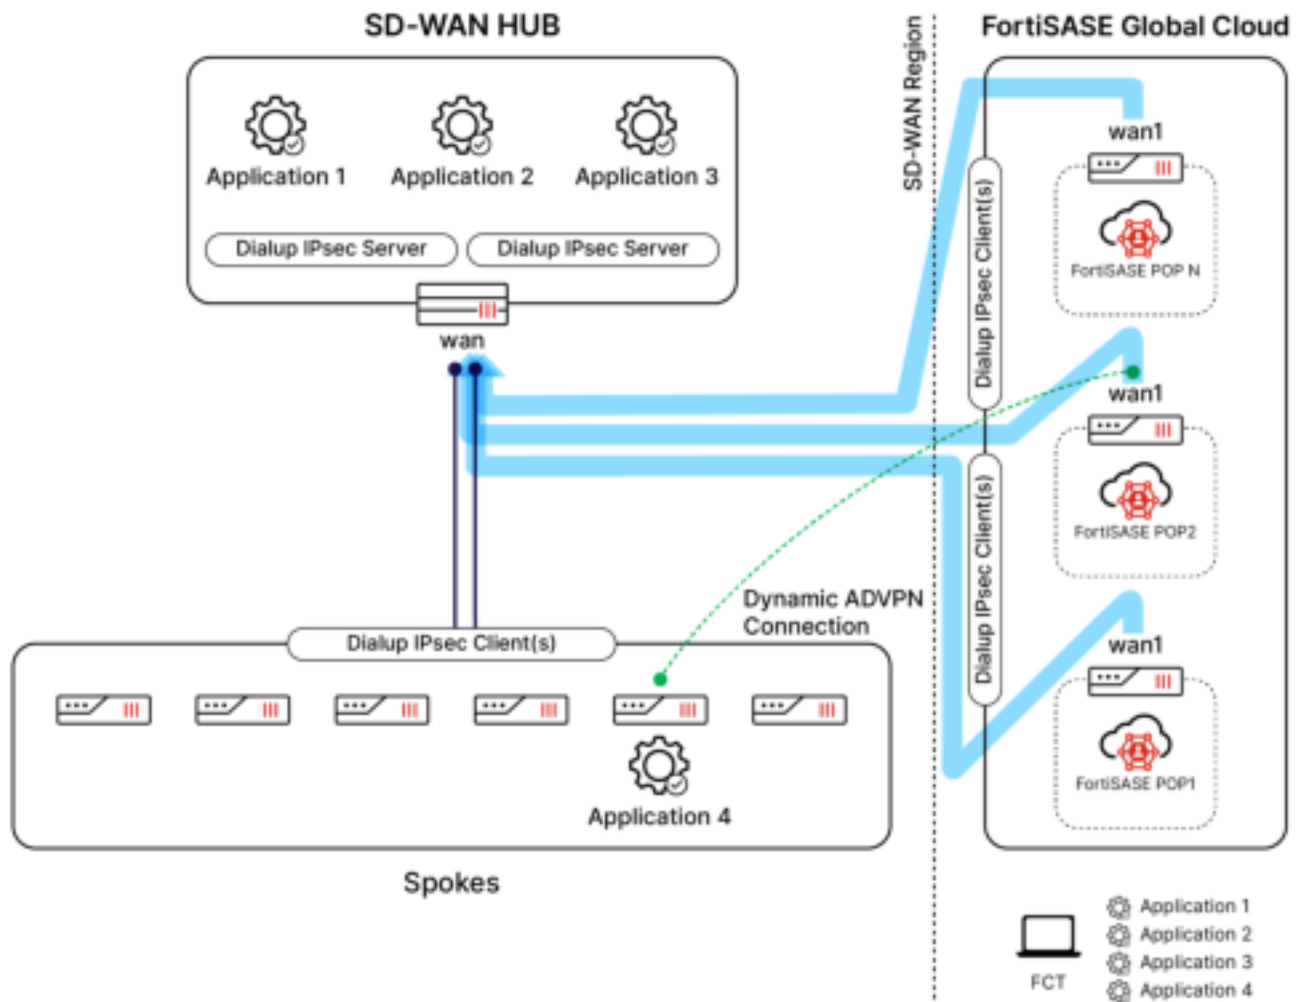 SD-WAN HUB
FortiSASE Global Cloud
SD-WAN Region
Application 1
Application 2
Application 3
Dialup IPsec Server
Dialup IPsec Server
wan
Dialup IPsec Client(s)
Dialup IPsec Client(s)
wan1
FortiSASE POP N
wan1
FortiSASE POP2
wan1
FortiSASE POP1
Dynamic ADVPN
Connection
Dialup IPsec Client(s)
Application 4
Spokes
FCT
Application 1
Application 2
Application 3
Application 4